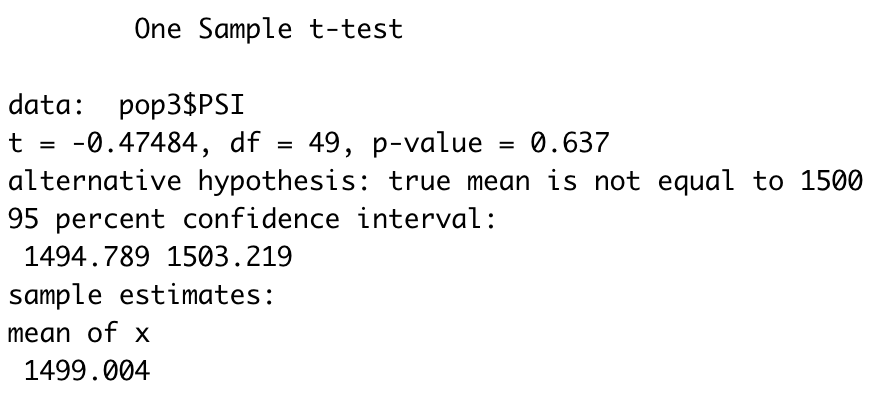 One Sample t-test
data:  pop3$PSI
t = -0.47484, df = 49, p-value = 0.637
alternative hypothesis: true mean is not equal to 1500
95 percent confidence interval:
1494.789 1503.219
sample estimates:
mean of x
1499.004